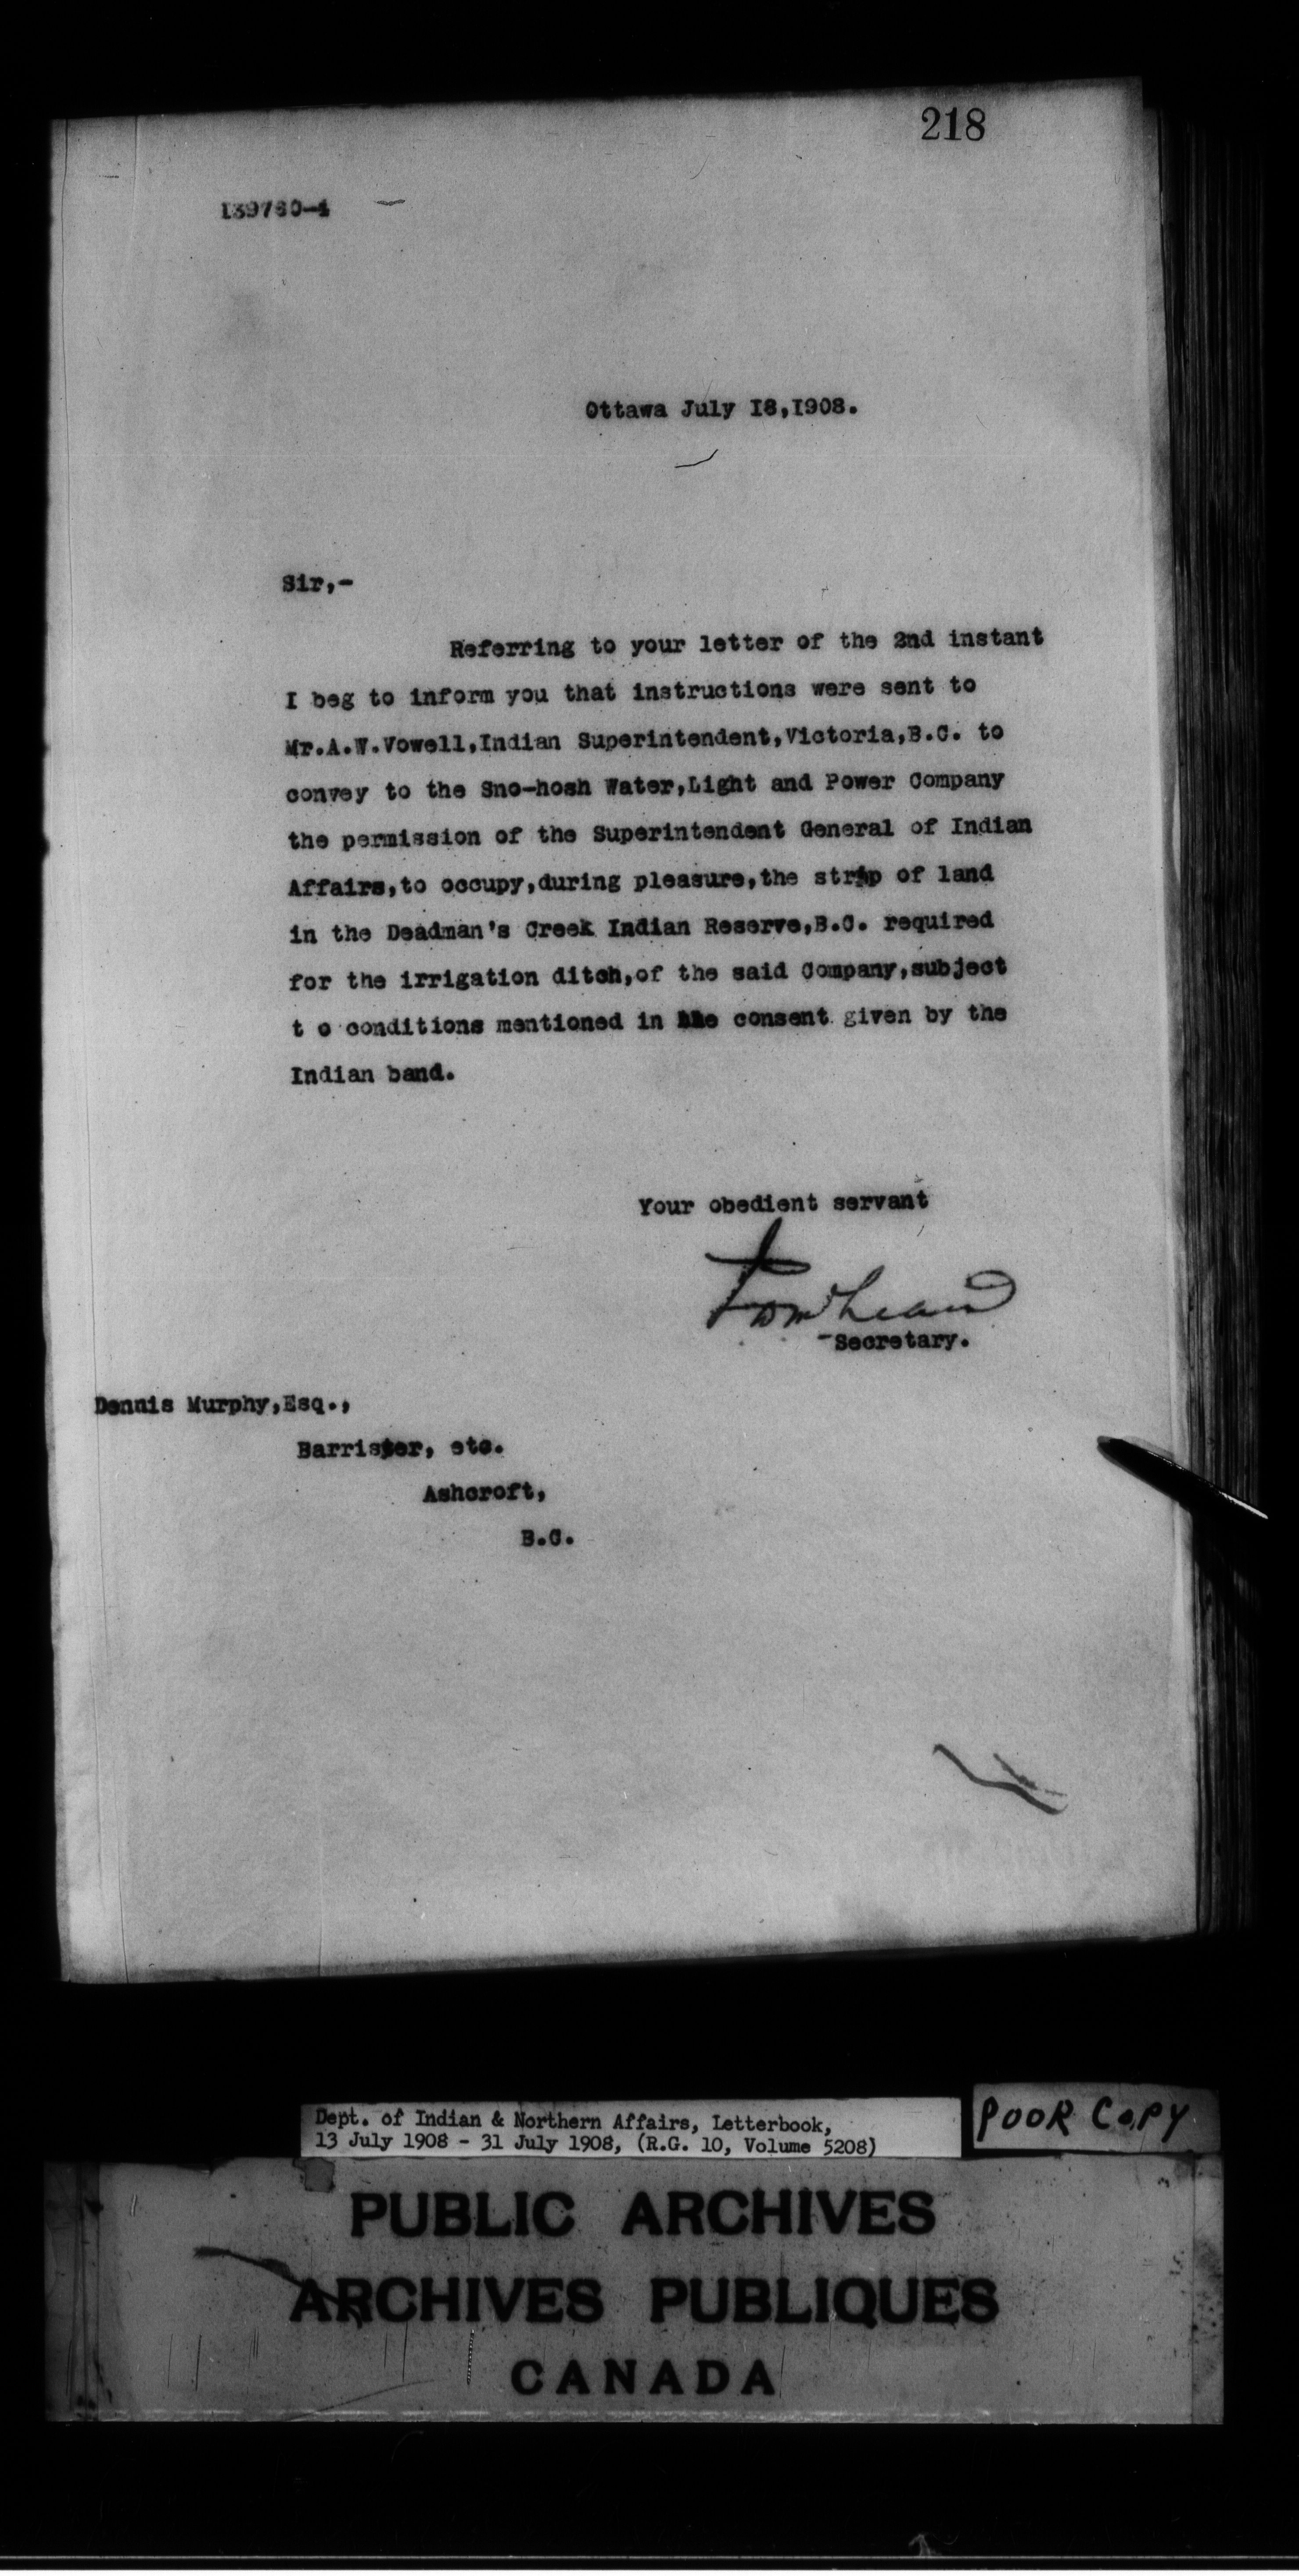 218
139760-4
Ottawa July 18,1908.
Sir,-
Referring to your letter of the 2nd instant
I beg to inform you that instructions were sent to
Mr.A.W.Vowell,Indian Superintendent,Victoria,B.C. to
convey to the Sno-hosh Water,Light and Power Company
the permission of the Superintendent General of Indian
Affairs,to occupy,during pleasure,the strip of land
in the Deadman's Creek Indian Reserve,B.C. required
for the irrigation ditch,of the said Company,subject
t o conditions mentioned in the consent given by the
Indian band.
Your obedient servant
Secretary.
Dennis Murphy,Esq.,
Barrister, etc.
Ashcroft,
B.C.
Dept. of Indian & Northern Affairs, Letterbook,
13 July 1908 - 31 July 1908, (R.G. 10, Volume 5208)
POOR COPY
PUBLIC ARCHIVES
ARCHIVES PUBLIQUES
CANADA